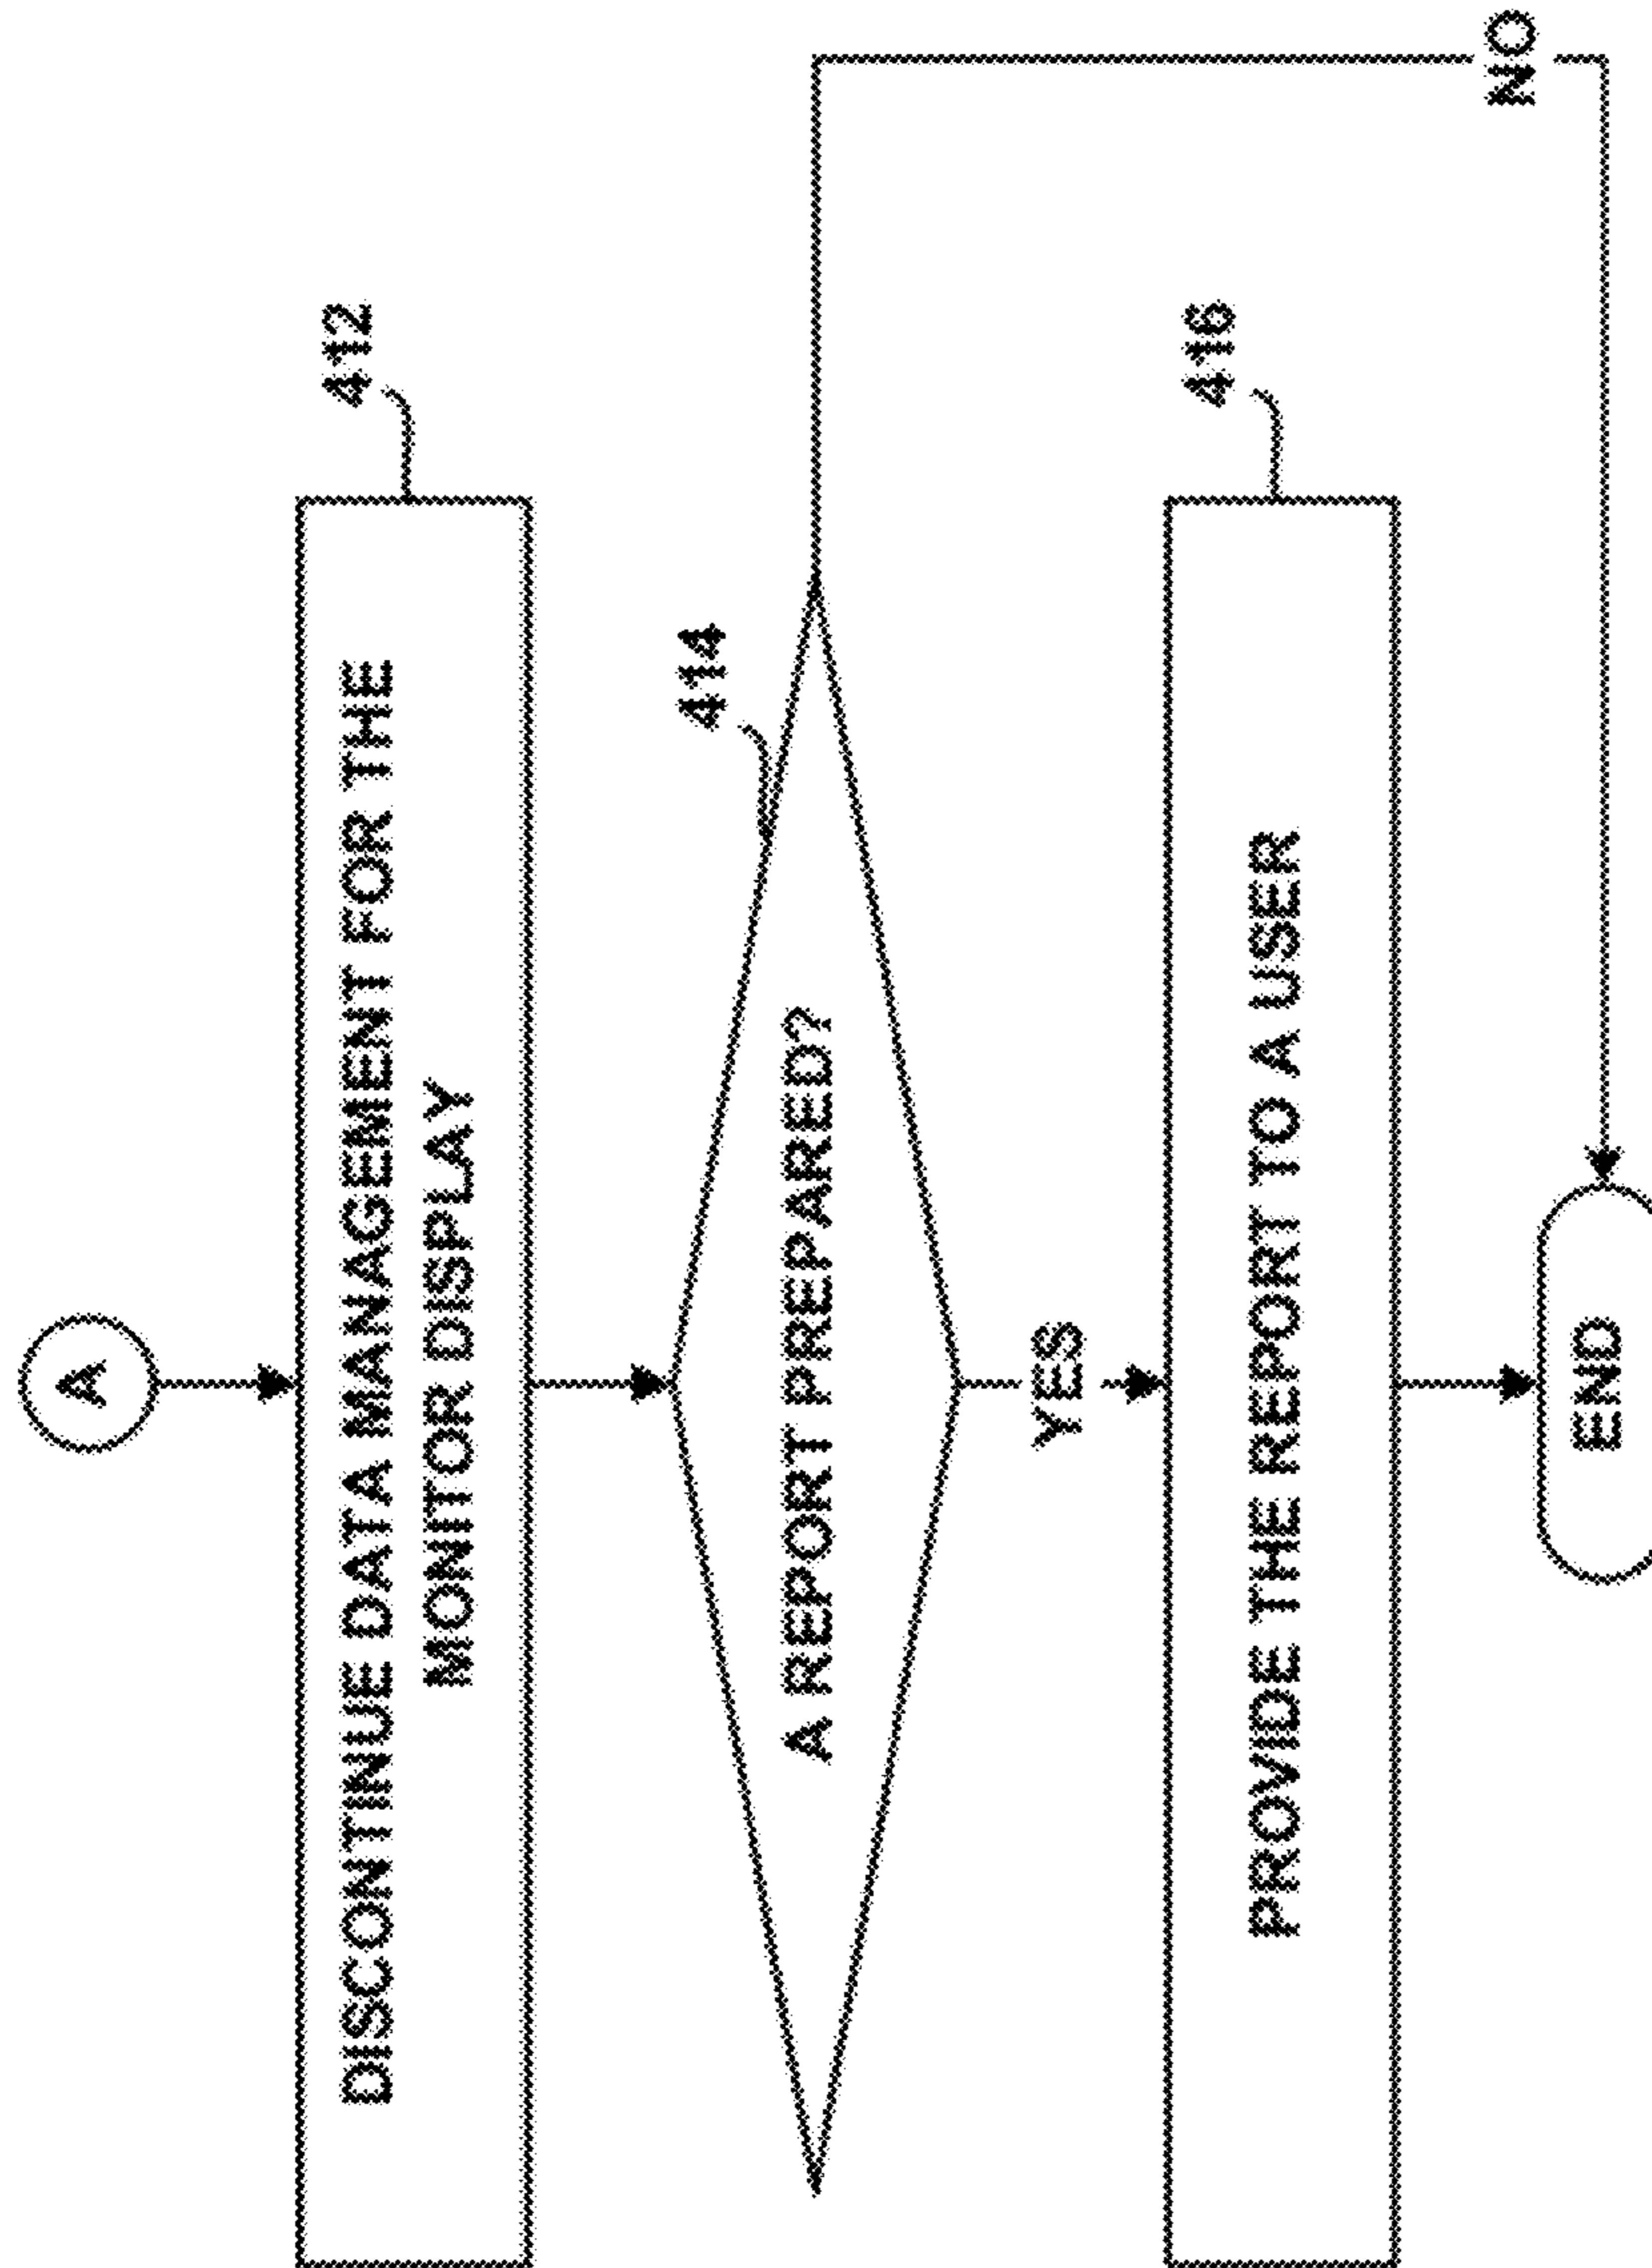 A
DISCONTINUE DATA MANAGEMENT FOR THE
MONITOR DISPLAY
412
A REPORT PREPARED?
414
YES
PROVIDE THE REPORT TO A USER
416
END
NO